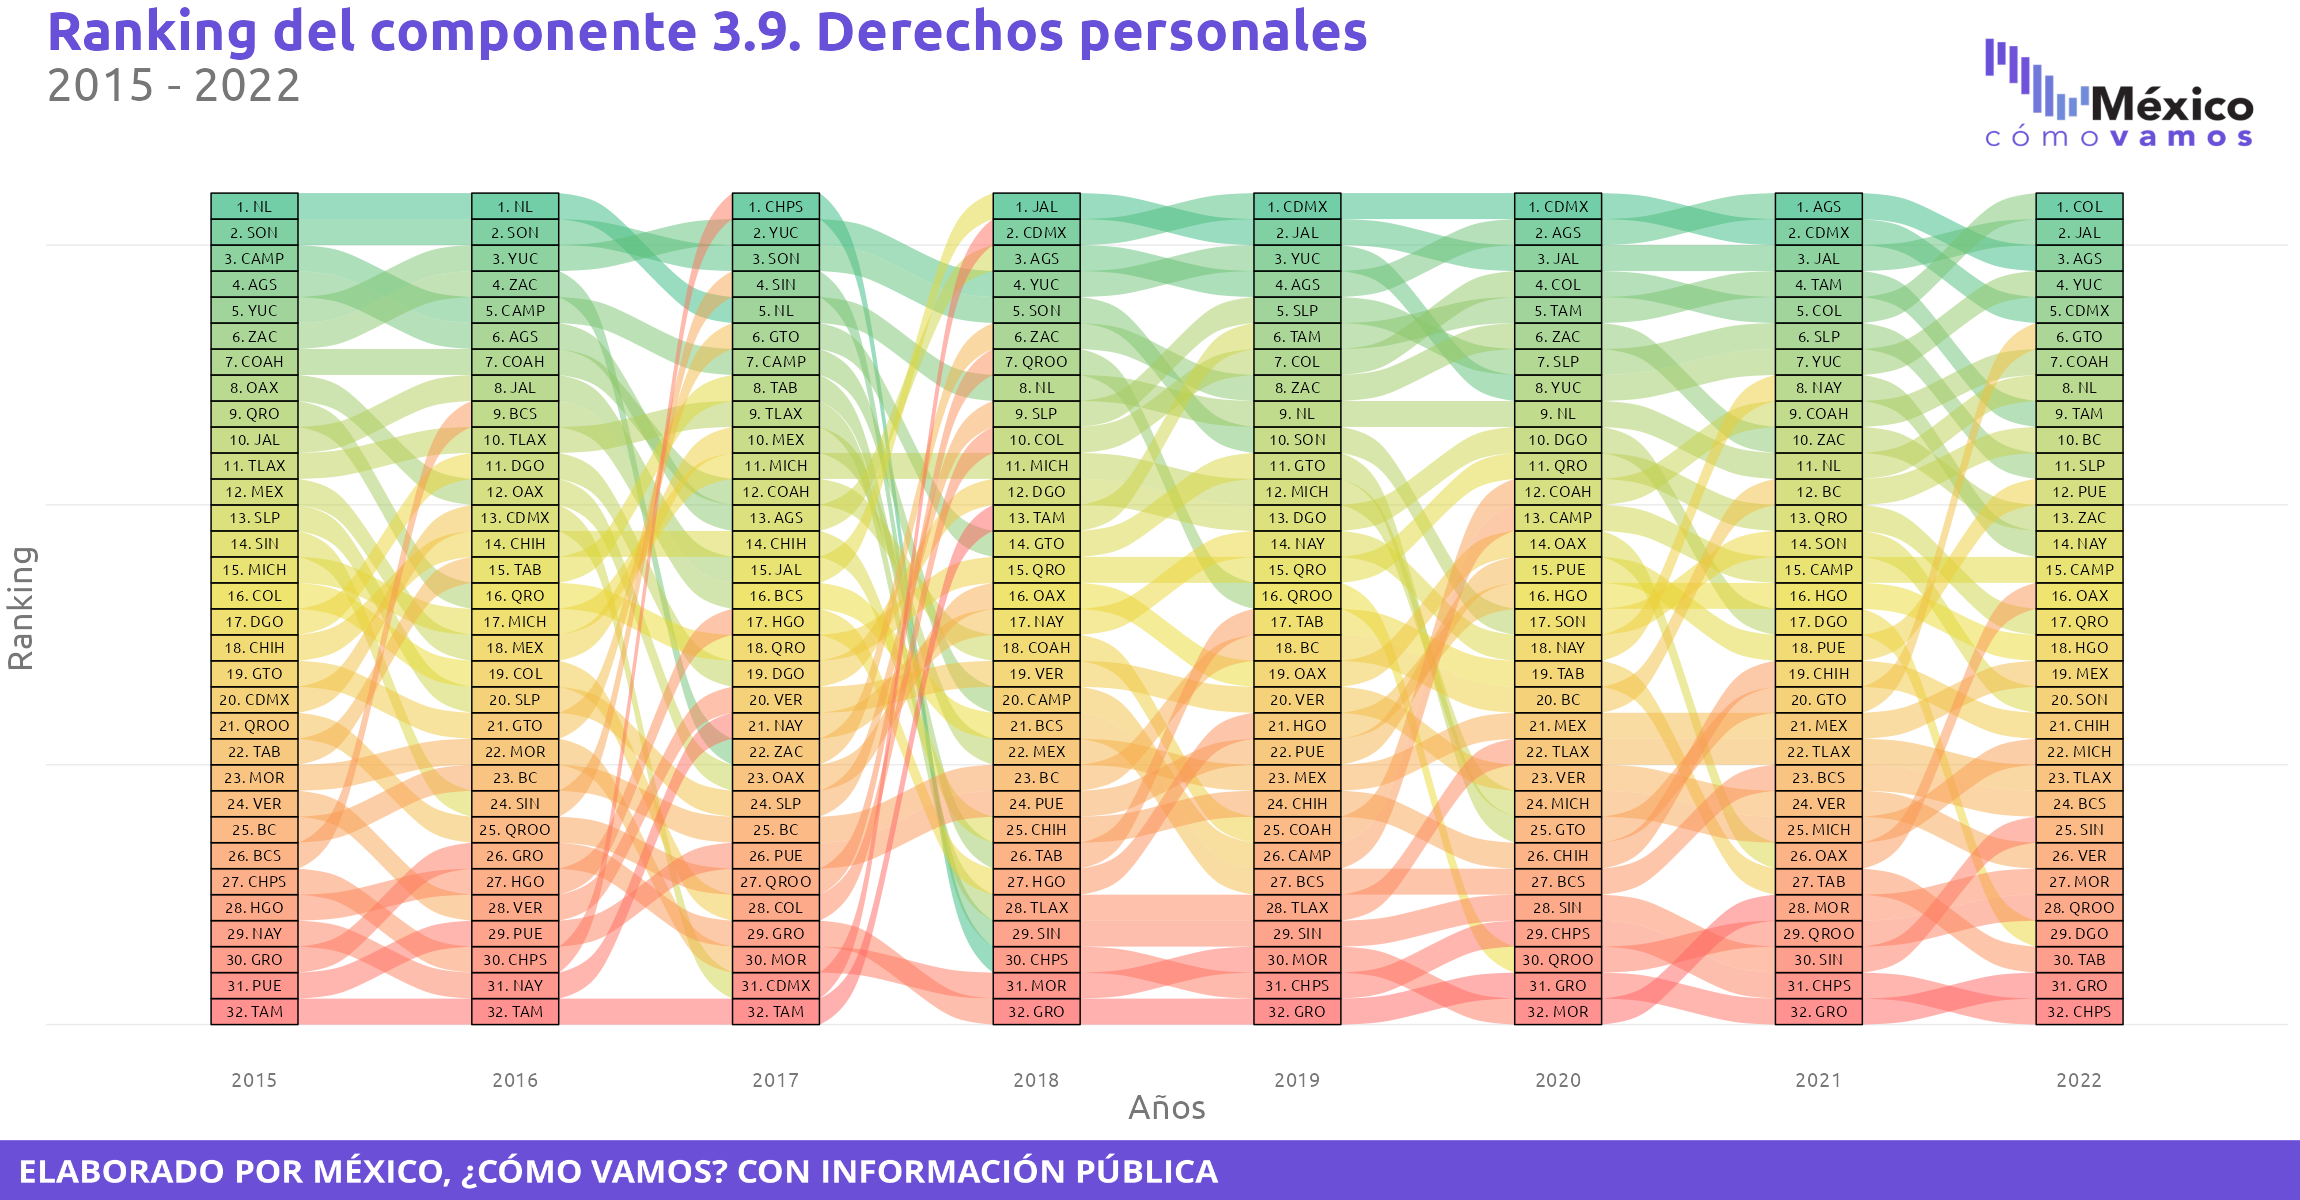 Ranking del componente 3.9. Derechos personales
2015 - 2022
México
cómo vamos
Ranking
1. NL 1. NL 1. CHPS 1. JAL 1. CDMX 1. CDMX 1. AGS 1. COL
2. SON 2. SON 2. YUC 2. CDMX 2. JAL 2. AGS 2. CDMX 2. JAL
3. CAMP 3. YUC 3. SON 3. AGS 3. YUC 3. JAL 3. JAL 3. AGS
4. AGS 4. ZAC 4. SIN 4. YUC 4. AGS 4. COL 4. TAM 4. YUC
5. YUC 5. CAMP 5. NL 5. SON 5. SLP 5. TAM 5. COL 5. CDMX
6. ZAC 6. AGS 6. GTO 6. ZAC 6. TAM 6. ZAC 6. SLP 6. GTO
7. COAH 7. COAH 7. CAMP 7. QROO 7. COL 7. SLP 7. YUC 7. COAH
8. OAX 8. JAL 8. TAB 8. NL 8. ZAC 8. YUC 8. NAY 8. NL
9. QRO 9. BCS 9. TLAX 9. SLP 9. NL 9. NL 9. COAH 9. TAM
10. JAL 10. TLAX 10. MEX 10. COL 10. SON 10. DGO 10. ZAC 10. BC
11. TLAX 11. DGO 11. MICH 11. MICH 11. GTO 11. QRO 11. NL 11. SLP
12. MEX 12. OAX 12. COAH 12. DGO 12. MICH 12. COAH 12. BC 12. PUE
13. SLP 13. CDMX 13. AGS 13. TAM 13. DGO 13. CAMP 13. QRO 13. ZAC
14. SIN 14. CHIH 14. CHIH 14. GTO 14. NAY 14. OAX 14. SON 14. NAY
15. MICH 15. TAB 15. JAL 15. QRO 15. QRO 15. PUE 15. CAMP 15. CAMP
16. COL 16. QRO 16. BCS 16. OAX 16. QROO 16. HGO 16. HGO 16. OAX
17. DGO 17. MICH 17. HGO 17. NAY 17. TAB 17. SON 17. DGO 17. QRO
18. CHIH 18. MEX 18. QRO 18. COAH 18. BC 18. NAY 18. PUE 18. HGO
19. GTO 19. COL 19. DGO 19. VER 19. OAX 19. TAB 19. CHIH 19. MEX
20. CDMX 20. SLP 20. VER 20. CAMP 20. VER 20. BC 20. GTO 20. SON
21. QROO 21. GTO 21. NAY 21. BCS 21. HGO 21. MEX 21. MEX 21. CHIH
22. TAB 22. MOR 22. ZAC 22. MEX 22. PUE 22. TLAX 22. TLAX 22. MICH
23. MOR 23. BC 23. OAX 23. BC 23. MEX 23. VER 23. BCS 23. TLAX
24. VER 24. SIN 24. SLP 24. PUE 24. CHIH 24. MICH 24. VER 24. BCS
25. BC 25. QROO 25. BC 25. CHIH 25. COAH 25. GTO 25. MICH 25. SIN
26. BCS 26. GRO 26. PUE 26. TAB 26. CAMP 26. CHIH 26. OAX 26. VER
27. CHPS 27. HGO 27. QROO 27. HGO 27. BCS 27. BCS 27. TAB 27. MOR
28. HGO 28. VER 28. COL 28. TLAX 28. TLAX 28. SIN 28. MOR 28. QROO
29. NAY 29. PUE 29. GRO 29. SIN 29. SIN 29. CHPS 29. QROO 29. DGO
30. GRO 30. CHPS 30. MOR 30. CHPS 30. MOR 30. QROO 30. SIN 30. TAB
31. PUE 31. NAY 31. CDMX 31. MOR 31. CHPS 31. GRO 31. CHPS 31. GRO
32. TAM 32. TAM 32. TAM 32. GRO 32. GRO 32. MOR 32. GRO 32. CHPS
2015 2016 2017 2018 2019 2020 2021 2022
Años
ELABORADO POR MÉXICO, ¿CÓMO VAMOS? CON INFORMACIÓN PÚBLICA